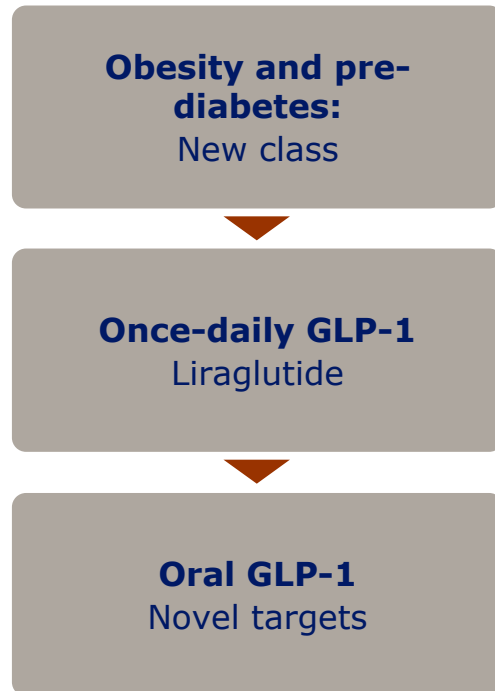 Obesity and pre-
diabetes:
New class
Once-daily GLP-1
Liraglutide
Oral GLP-1
Novel targets